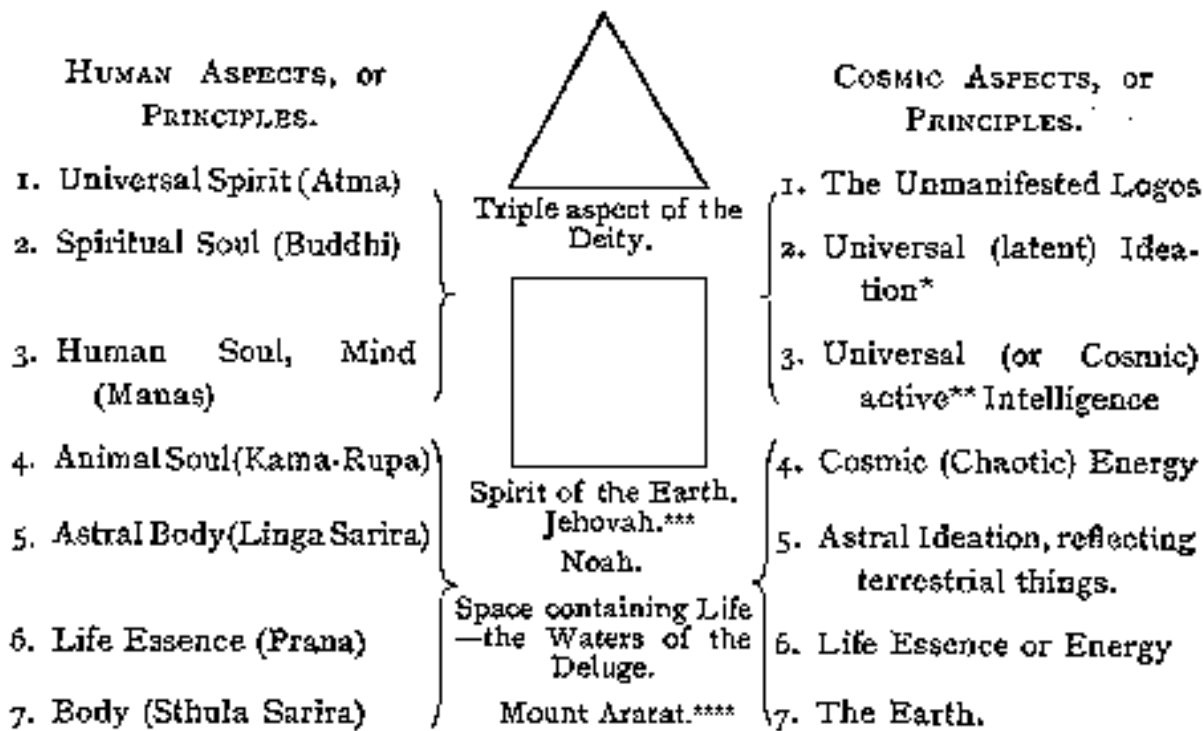 HUMAN ASPECTS, or
PRINCIPLES.
1. Universal Spirit (Atma)
2. Spiritual Soul (Buddhi)
3. Human Soul, Mind
(Manas)
4. Animal Soul (Kama-Rupa)
5. Astral Body (Linga Sarira)
6. Life Essence (Prana)
7. Body (Sthula Sarira)
Triple aspect of the
Deity.
Spirit of the Earth.
Jehovah.***
Noah.
Space containing Life
—the Waters of the
Deluge.
Mount Ararat.****
COSMIC ASPECTS, or
PRINCIPLES.
1. The Unmanifested Logos
2. Universal (latent) Idea-
tion*
3. Universal (or Cosmic)
active** Intelligence
4. Cosmic (Chaotic) Energy
5. Astral Ideation, reflecting
terrestrial things.
6. Life Essence or Energy
7. The Earth.